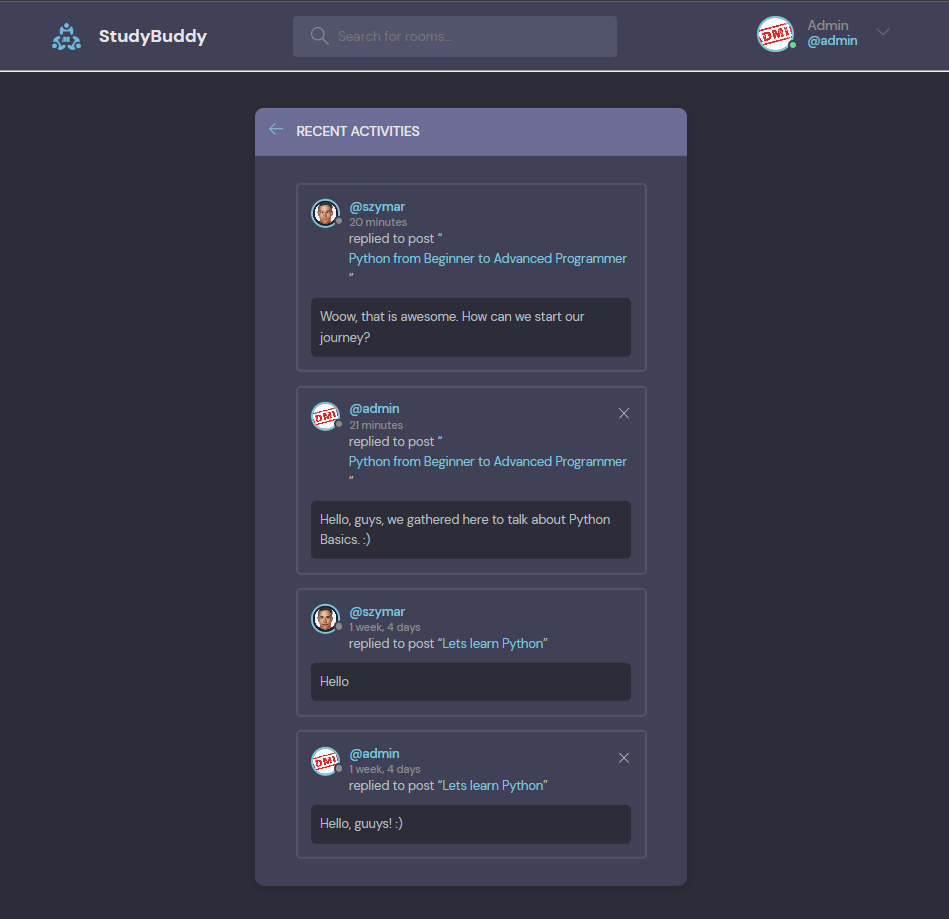 StudyBuddy
Search for rooms...
DMI
Admin
@admin
RECENT ACTIVITIES
@szymar
20 minutes
replied to post “
Python from Beginner to Advanced Programmer
”
Woow, that is awesome. How can we start our
journey?
DMI
@admin
21 minutes
replied to post “
Python from Beginner to Advanced Programmer
”
Hello, guys, we gathered here to talk about Python
Basics. :)
@szymar
1 week, 4 days
replied to post “Lets learn Python”
Hello
DMI
@admin
1 week, 4 days
replied to post “Lets learn Python”
Hello, guuys! :)